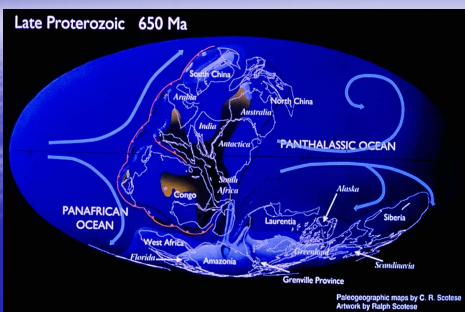 Late Proterozoic 650 Ma
South China
Arabia
North China
Australia
India
Antactica
PANTHALASSIC OCEAN
South
Africa
Congo
Alaska
PANAFRICAN
OCEAN
Laurentia
Siberia
West Africa
Greenland
Florida
Amazonia
Scandinavia
Grenville Province
Paleogeographic maps by C. R. Scotese
Artwork by Ralph Scotese